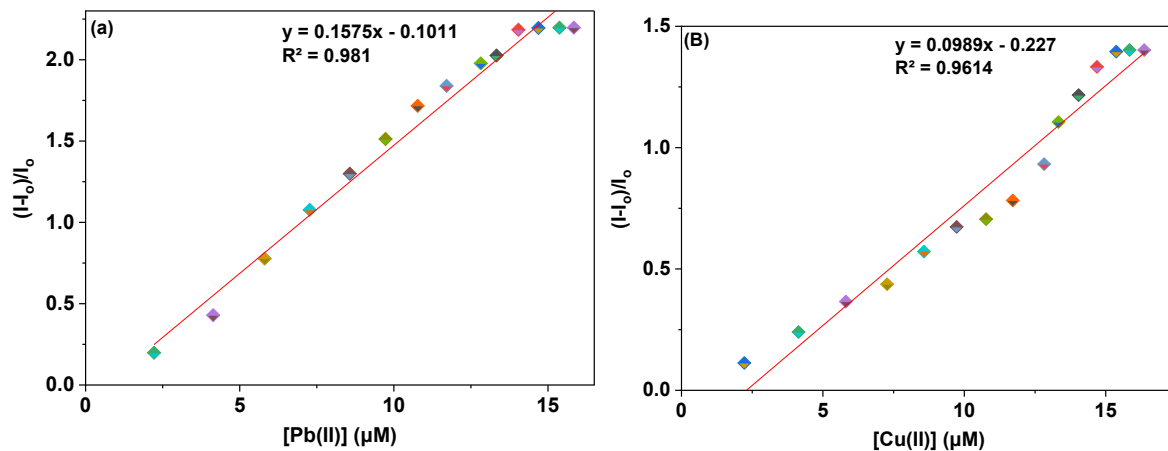 (a)
y = 0.1575x - 0.1011
R² = 0.981
2.0
1.5
1.0
0.5
0.0
(I-Iₒ)/Iₒ
0
5
10
15
[Pb(II)] (µM)
(B)
y = 0.0989x - 0.227
R² = 0.9614
1.5
1.0
0.5
0.0
(I-Iₒ)/Iₒ
0
5
10
15
[Cu(II)] (µM)